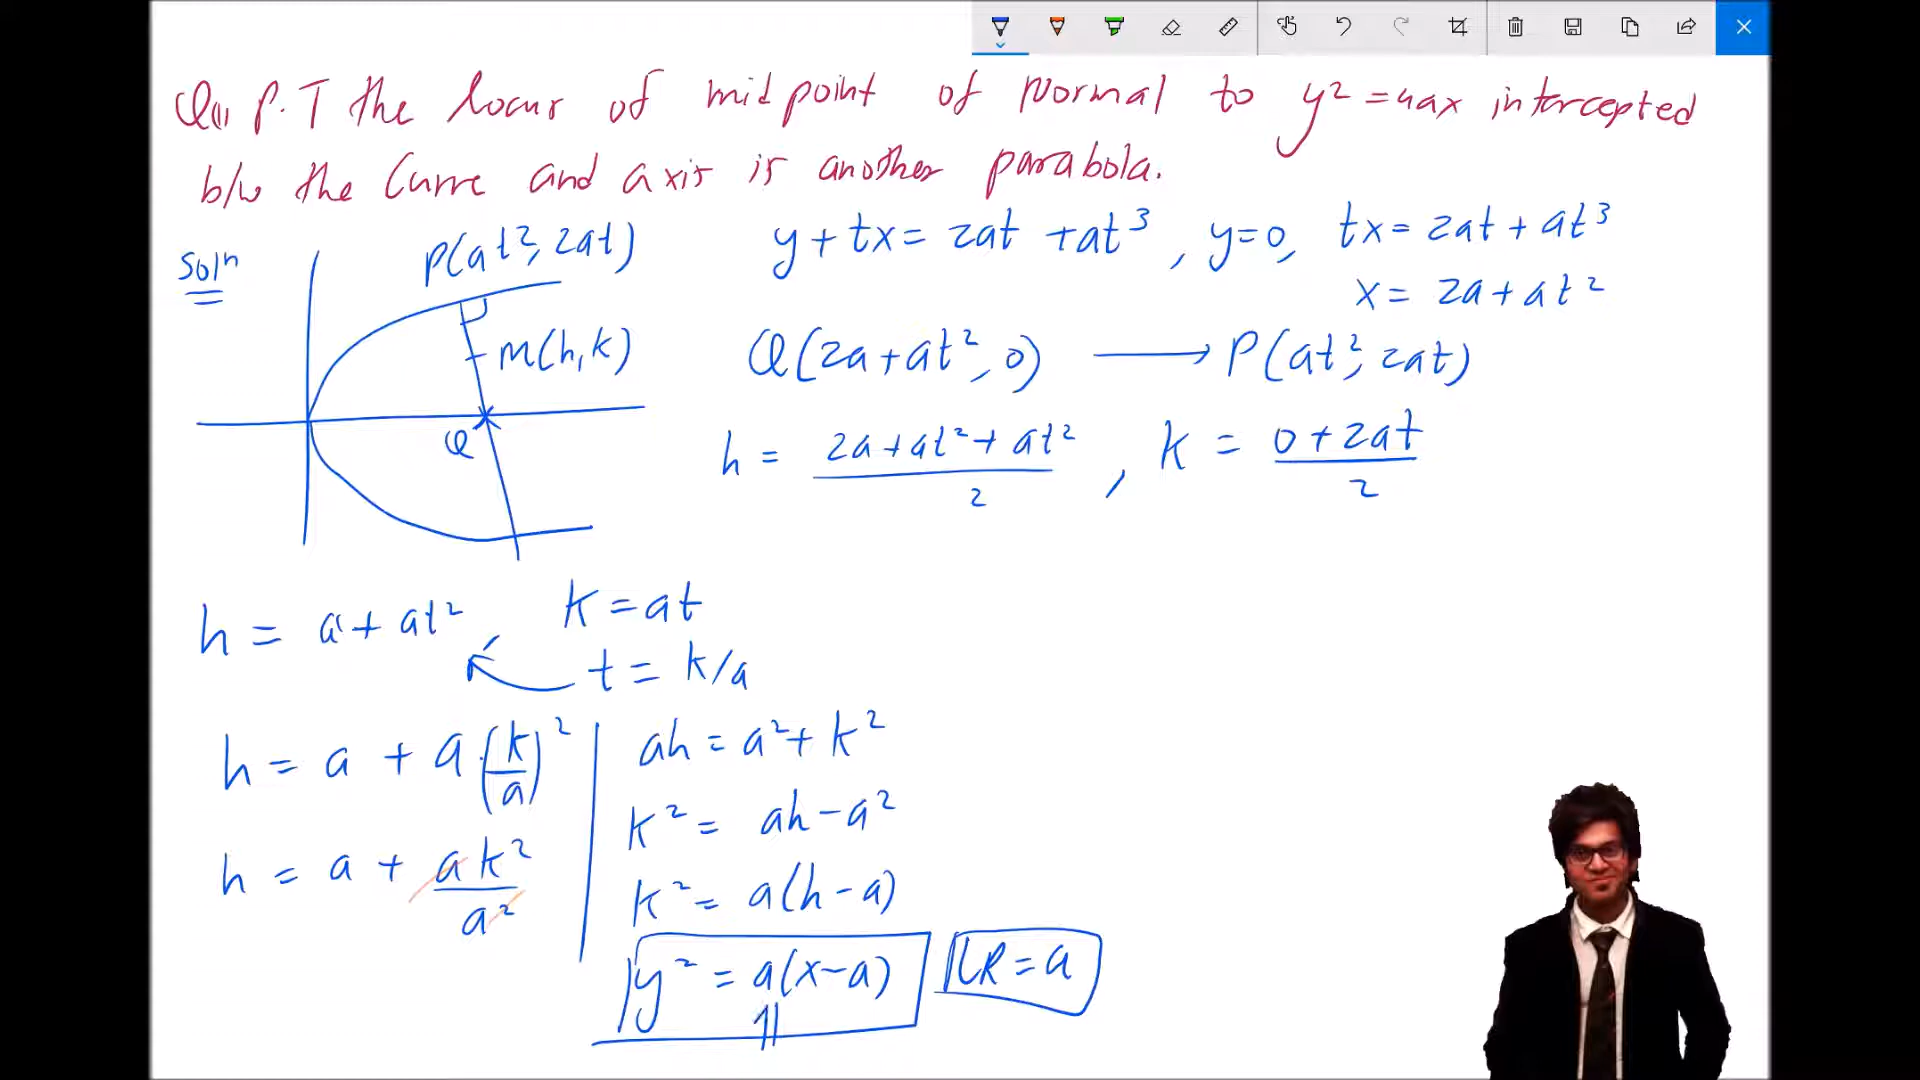 Q11 P.T the locus of midpoint of Normal to y² = 4ax intercepted
b/w the Curve and axis is another parabola.
Solⁿ
P(at², 2at)
M(h, k)
Q
y + tx = 2at + at³ , y=0, tx = 2at + at³
x = 2a + at²
Q(2a + at², 0) → P(at², 2at)
h = (2a + at² + at²)/2 , k = (0 + 2at)/2
h = a + at² k = at
t = k/a
h = a + a (k/a)²
h = a + ak²/a²
ah = a² + k²
k² = ah - a²
k² = a(h - a)
y² = a(x - a) LR = a